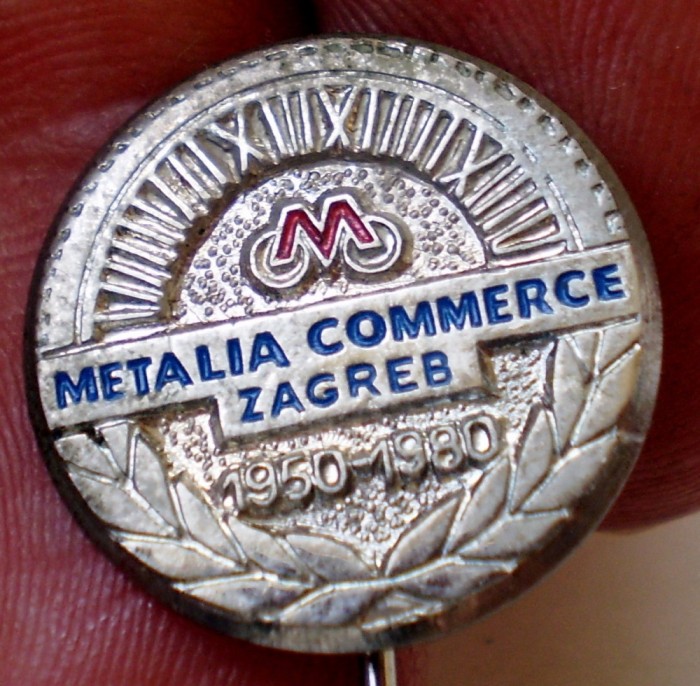 M
METALIA COMMERCE
ZAGREB
1950-1980